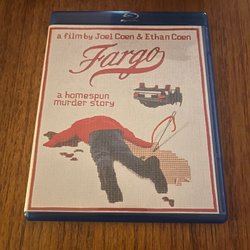 a film by Joel Coen & Ethan Coen
Fargo
a homespun
murder story